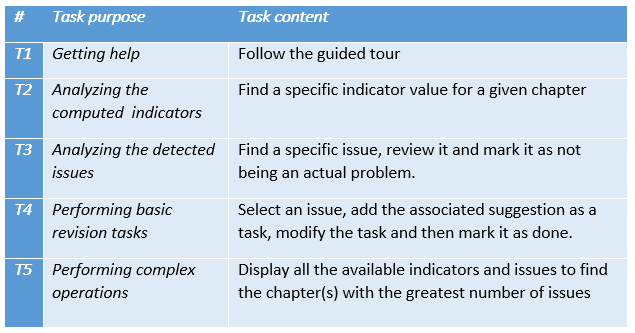 # Task purpose Task content
T1 Getting help Follow the guided tour
T2 Analyzing the computed indicators Find a specific indicator value for a given chapter
T3 Analyzing the detected issues Find a specific issue, review it and mark it as not being an actual problem.
T4 Performing basic revision tasks Select an issue, add the associated suggestion as a task, modify the task and then mark it as done.
T5 Performing complex operations Display all the available indicators and issues to find the chapter(s) with the greatest number of issues